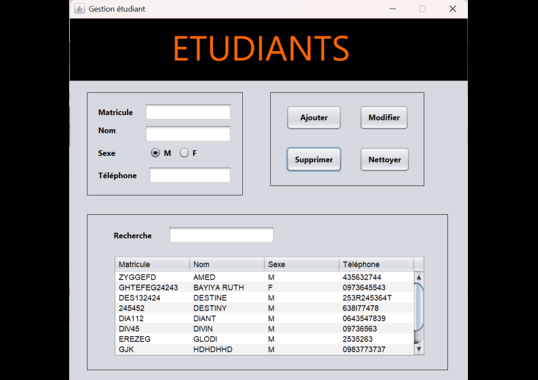 Gestion étudiant
ETUDIANTS
Matricule
Nom
Sexe M F
Téléphone
Ajouter Modifier
Supprimer Nettoyer
Recherche
Matricule Nom Sexe Téléphone
ZYGGEFD AMED M 435632744
GHTEFEG24243 BAYIYA RUTH F 0973645543
DES132424 DESTINE M 253R245364T
245452 DESTINY M 638I77478
DIA112 DIANT M 0643547839
DIV45 DIVIN M 09736563
EREZEG GLODI M 2535263
GJK HDHDHHD M 0983773737